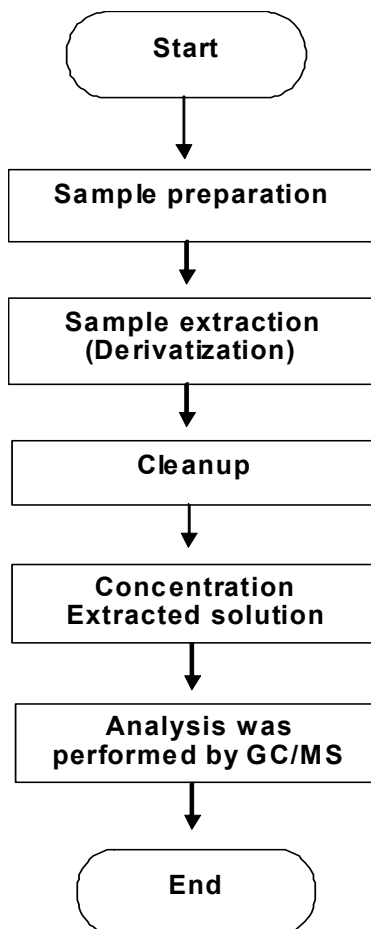 Start
Sample preparation
Sample extraction
(Derivatization)
Cleanup
Concentration
Extracted solution
Analysis was
performed by GC/MS
End